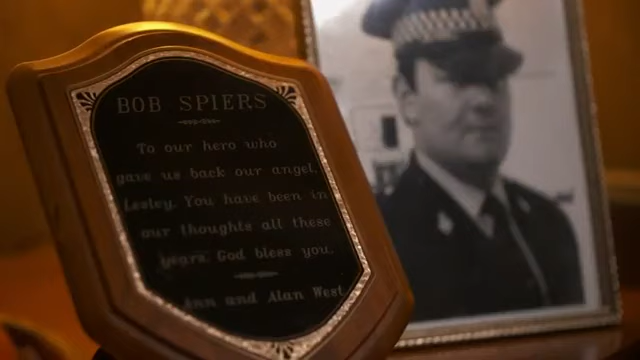 BOB SPIERS
To our hero who
gave us back our angel,
Lesley. You have been in
our thoughts all these
years. God bless you.
Ann and Alan West